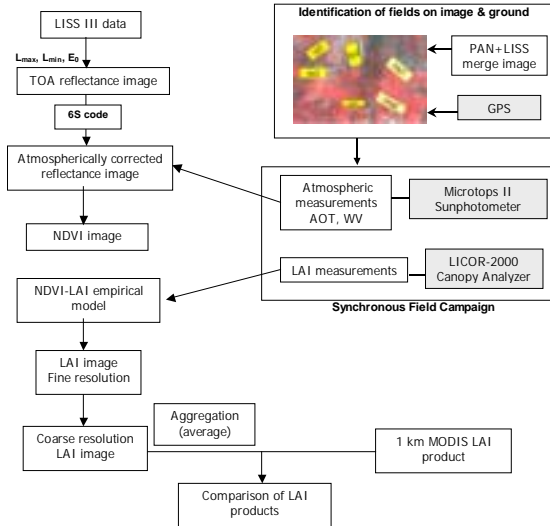 LISS III data
Lmax, Lmin, E0
TOA reflectance image
6S code
Atmospherically corrected
reflectance image
NDVI image
NDVI-LAI empirical
model
LAI image
Fine resolution
Coarse resolution
LAI image
Aggregation
(average)
Comparison of LAI
products
1 km MODIS LAI
product
Identification of fields on image & ground
PAN+LISS
merge image
GPS
Atmospheric
measurements
AOT, WV
Microtops II
Sunphotometer
LAI measurements
LICOR-2000
Canopy Analyzer
Synchronous Field Campaign